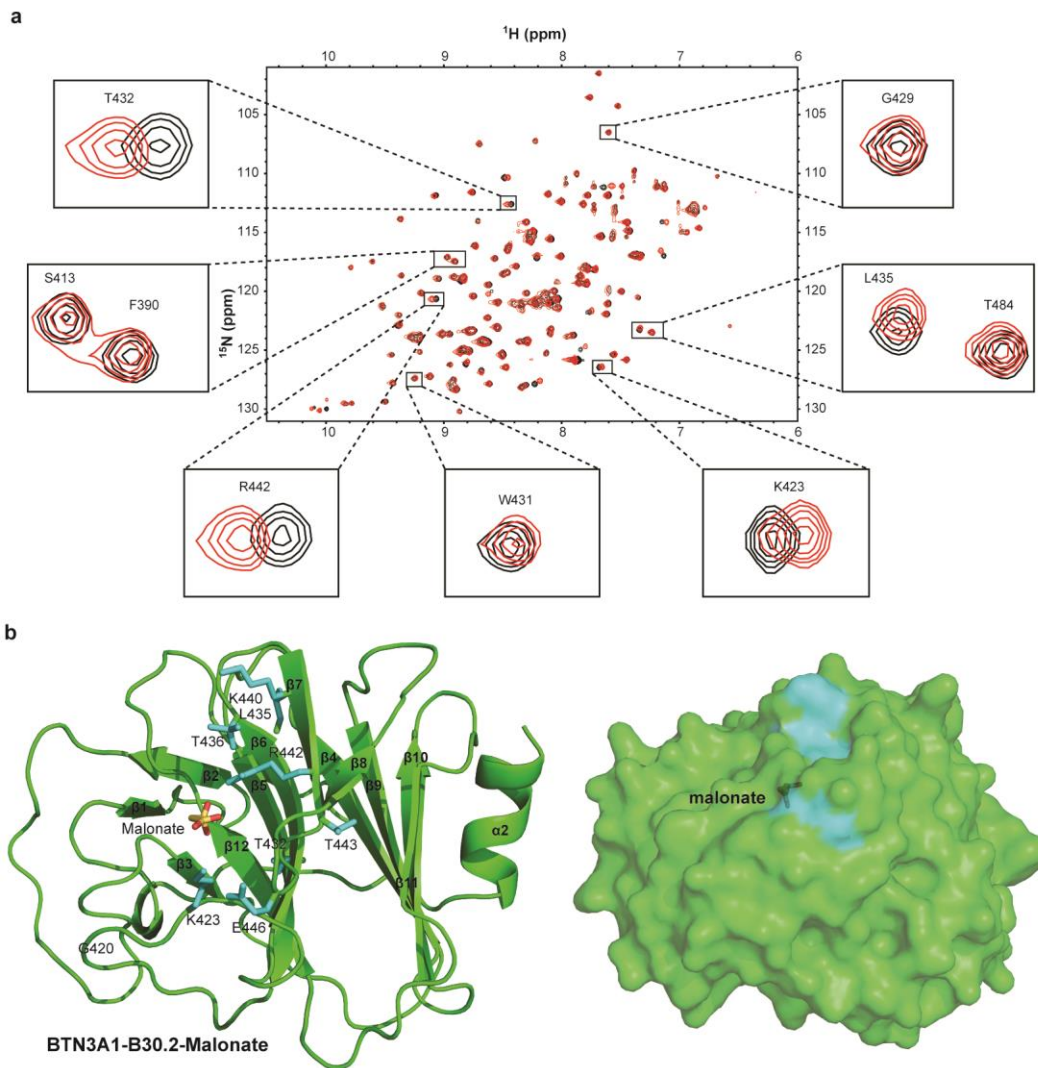 a
¹H (ppm)
10 9 8 7 6
T432
G429
105
110
115
120
125
130
¹⁵N (ppm)
105
110
115
120
125
130
S413
F390
L435
T484
10 9 8 7 6
R442
W431
K423
b
K440
β7
L435
T436
β6
R442
β4
β8
β10
β2
β5
β9
β1
Malonate
β12
T432
T443
α2
β3
β11
K423
E446
G420
BTN3A1-B30.2-Malonate
malonate